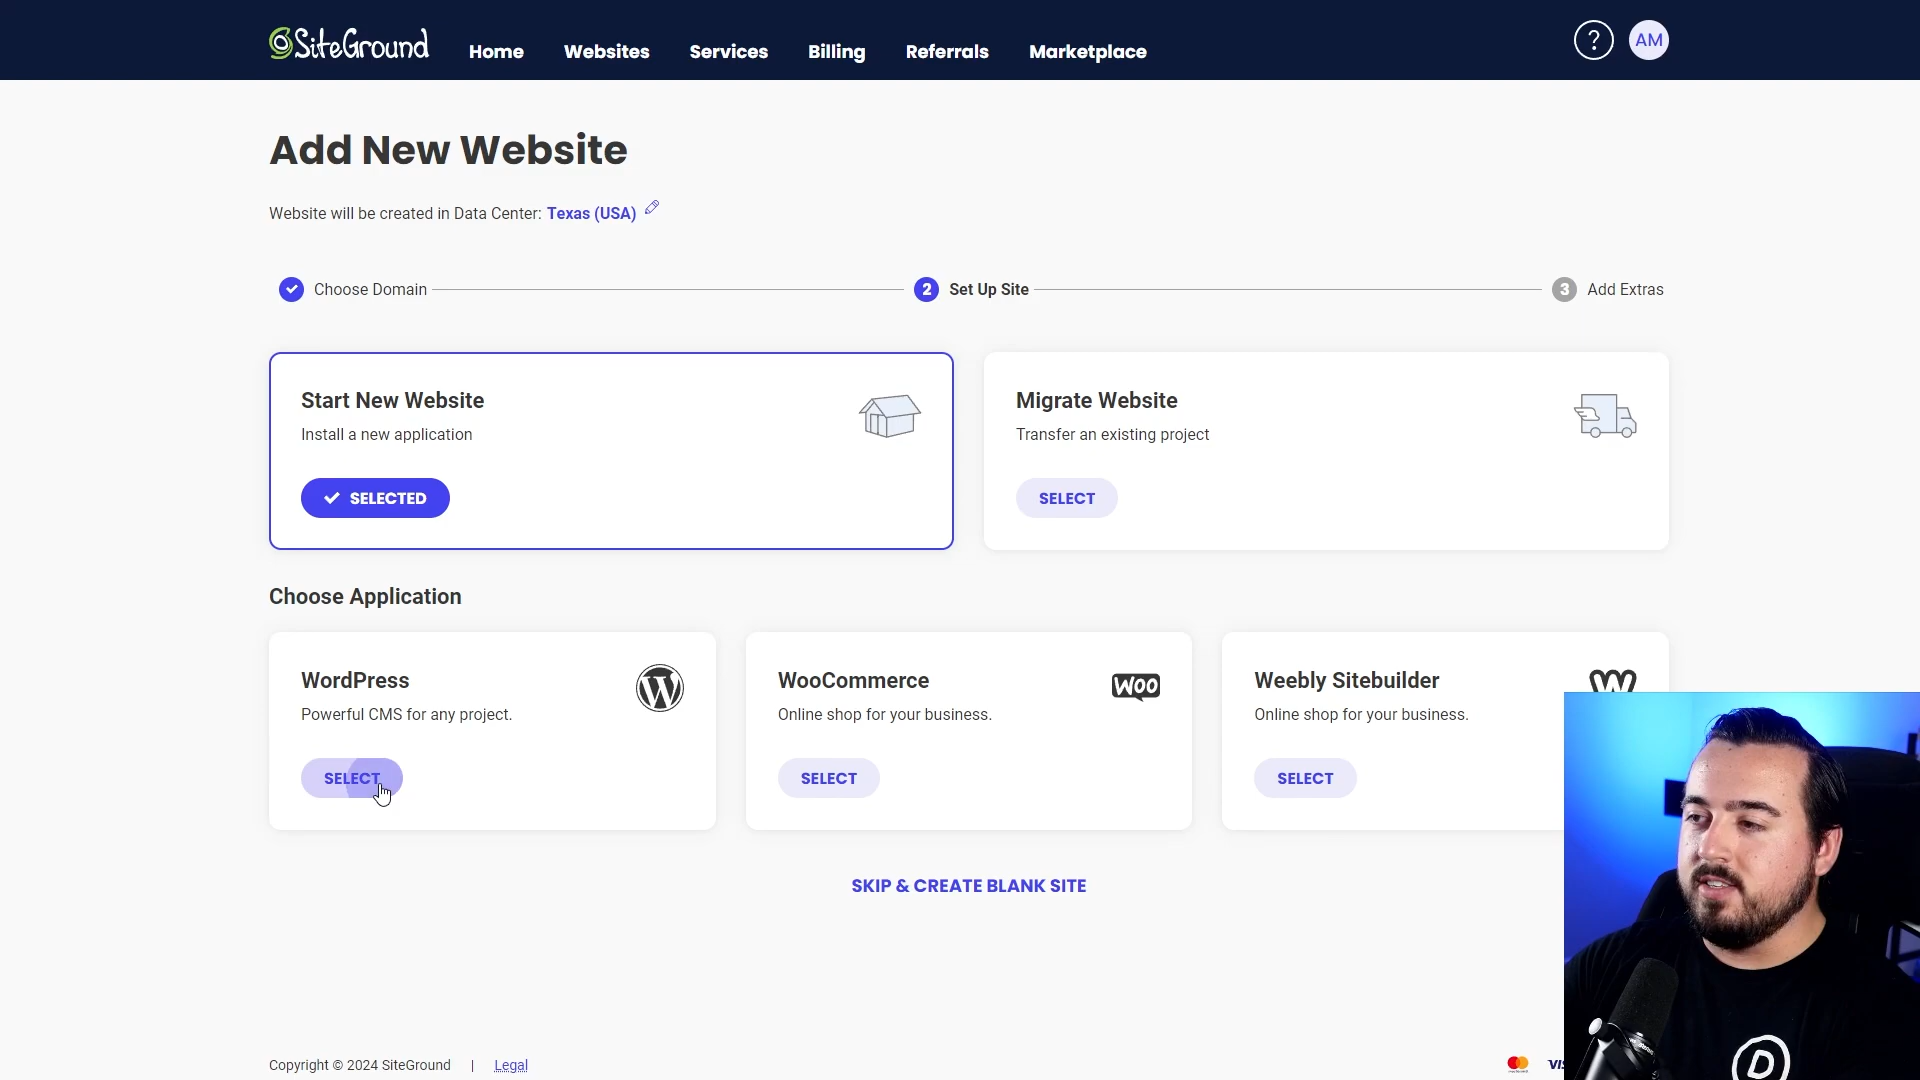 SiteGround
Home Websites Services Billing Referrals Marketplace
? AM
Add New Website
Website will be created in Data Center: Texas (USA)
Choose Domain 2 Set Up Site 3 Add Extras
Start New Website
Install a new application
SELECTED
Migrate Website
Transfer an existing project
SELECT
Choose Application
WordPress
Powerful CMS for any project.
SELECT
WooCommerce
WOO
Online shop for your business.
SELECT
Weebly Sitebuilder
Online shop for your business.
SELECT
SKIP & CREATE BLANK SITE
Copyright © 2024 SiteGround | Legal